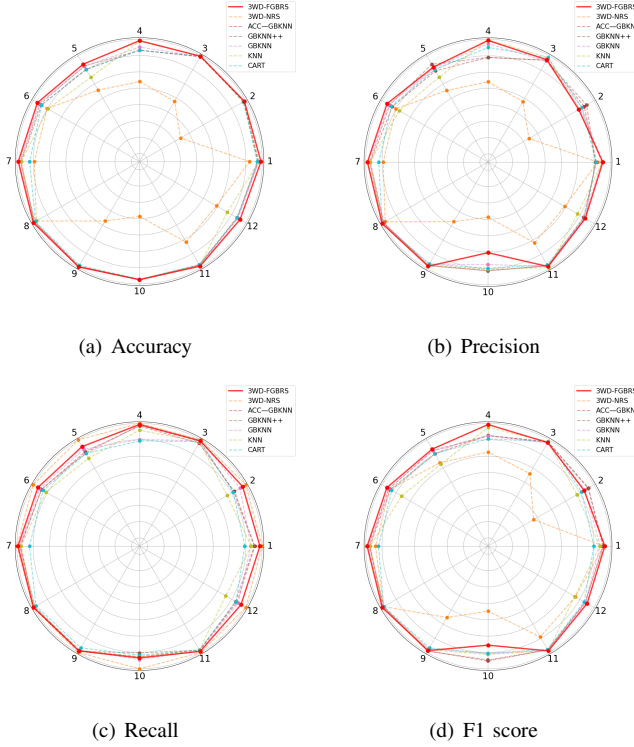 4
3WD-FGBRS
3WD-NRS
ACC—GBKNN
GBKNN++
GBKNN
KNN
CART
5
3
6
2
7
1
8
12
9
11
10
(a) Accuracy
4
3WD-FGBRS
3WD-NRS
ACC—GBKNN
GBKNN++
GBKNN
KNN
CART
5
3
6
2
7
1
8
12
9
11
10
(b) Precision
4
3WD-FGBRS
3WD-NRS
ACC—GBKNN
GBKNN++
GBKNN
KNN
CART
5
3
6
2
7
1
8
12
9
11
10
(c) Recall
4
3WD-FGBRS
3WD-NRS
ACC—GBKNN
GBKNN++
GBKNN
KNN
CART
5
3
6
2
7
1
8
12
9
11
10
(d) F1 score